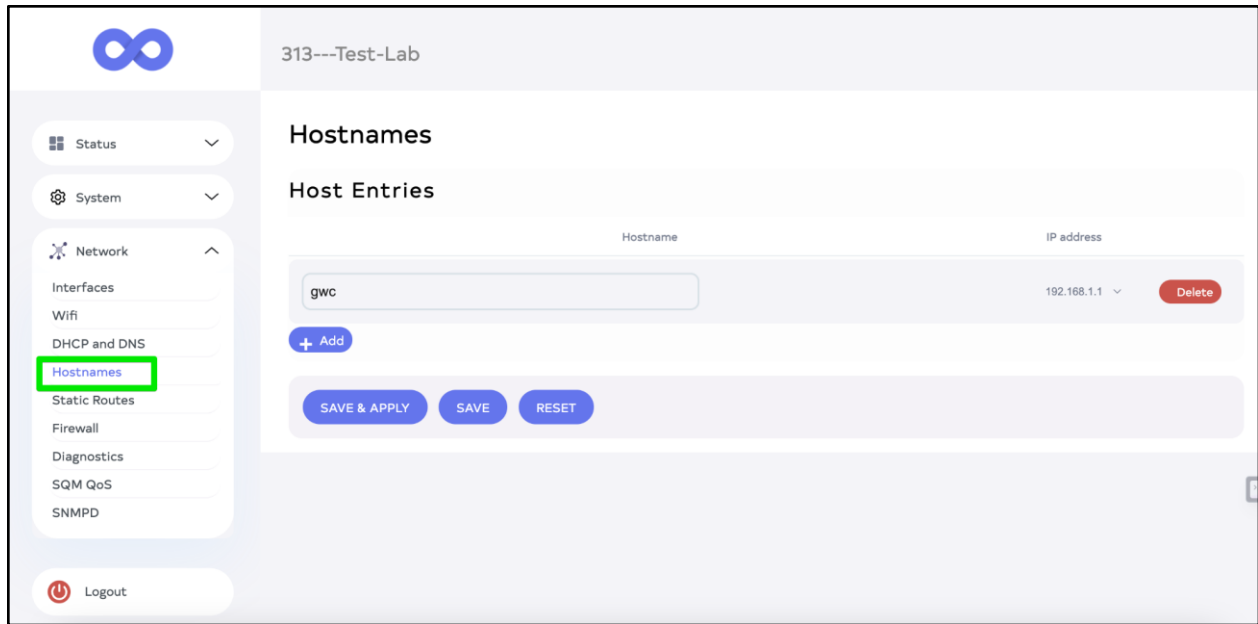 313---Test-Lab
Status
System
Network
Interfaces
Wifi
DHCP and DNS
Hostnames
Static Routes
Firewall
Diagnostics
SQM QoS
SNMPD
Logout
Hostnames
Host Entries
Hostname IP address
gwc 192.168.1.1 Delete
+ Add
SAVE & APPLY SAVE RESET